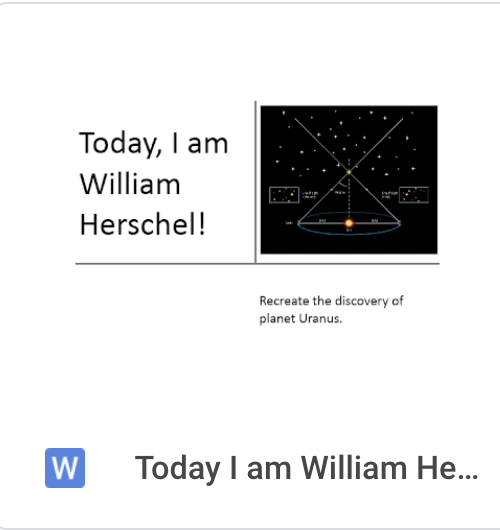 Today, I am
William
Herschel!
Recreate the discovery of
planet Uranus.
W
Today I am William He...